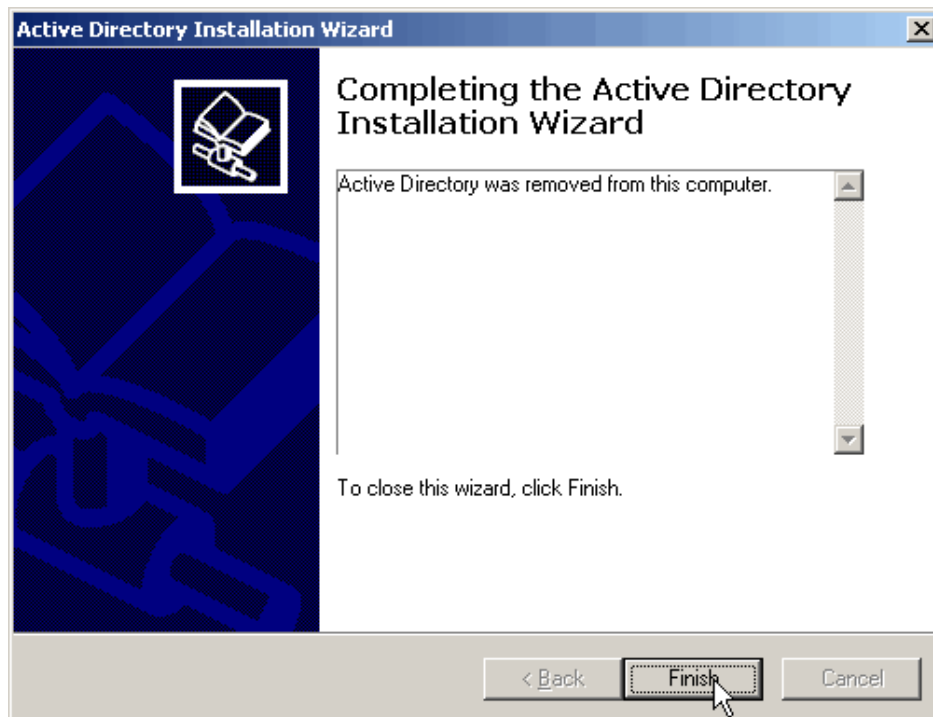 Active Directory Installation Wizard
Completing the Active Directory
Installation Wizard
Active Directory was removed from this computer.
To close this wizard, click Finish.
< Back
Finish
Cancel